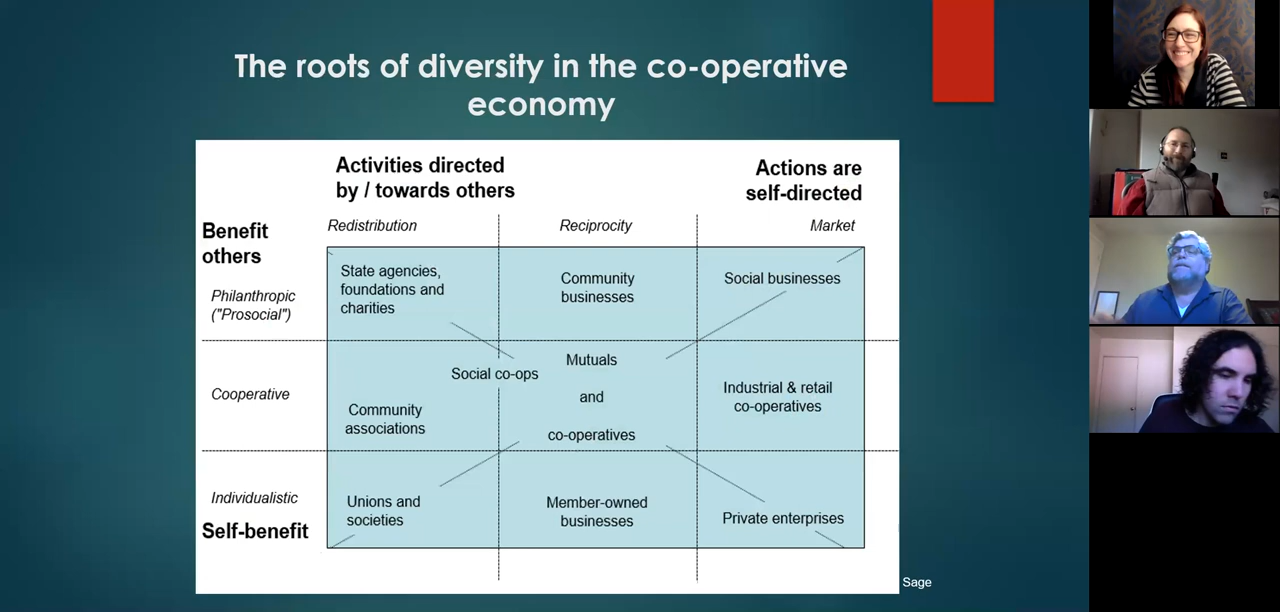 The roots of diversity in the co-operative
economy
Activities directed
by / towards others
Actions are
self-directed
Benefit
others
Redistribution
Reciprocity
Market
Philanthropic
("Prosocial")
State agencies,
foundations and
charities
Community
businesses
Social businesses
Cooperative
Social co-ops
Mutuals
and
co-operatives
Community
associations
Industrial & retail
co-operatives
Individualistic
Self-benefit
Unions and
societies
Member-owned
businesses
Private enterprises
Sage